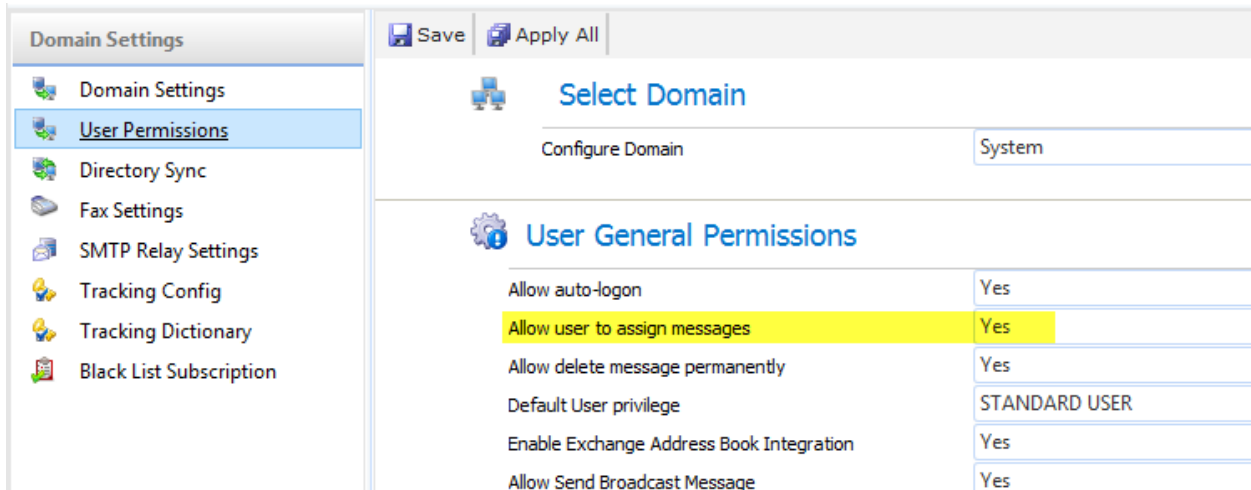 Domain Settings
Save Apply All
Domain Settings
User Permissions
Directory Sync
Fax Settings
SMTP Relay Settings
Tracking Config
Tracking Dictionary
Black List Subscription
Select Domain
Configure Domain System
User General Permissions
Allow auto-logon Yes
Allow user to assign messages Yes
Allow delete message permanently Yes
Default User privilege STANDARD USER
Enable Exchange Address Book Integration Yes
Allow Send Broadcast Message Yes